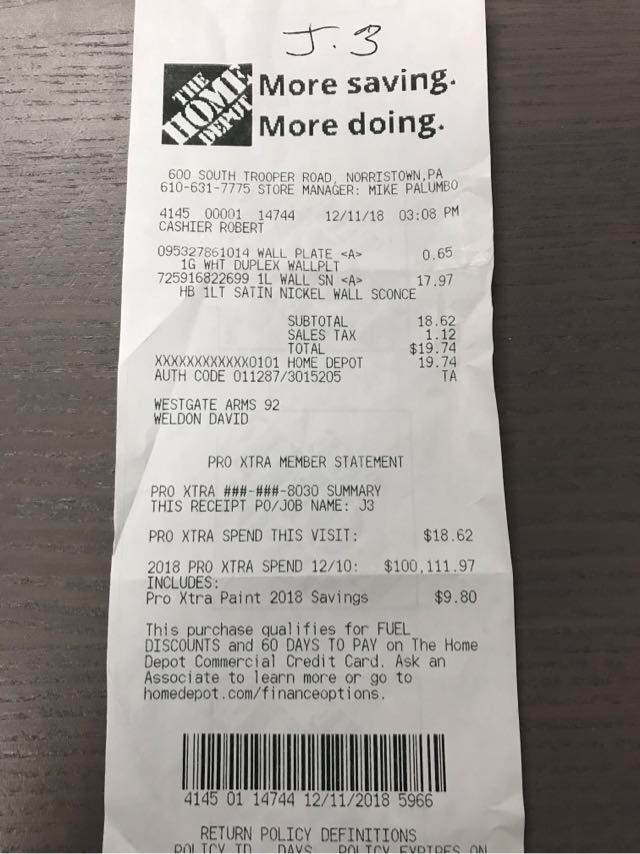 J.3
THE HOME DEPOT
More saving.
More doing.
600 SOUTH TROOPER ROAD, NORRISTOWN,PA
610-631-7775 STORE MANAGER: MIKE PALUMBO
4145 00001 14744 12/11/18 03:08 PM
CASHIER ROBERT
095327861014 WALL PLATE <A> 0.65
1G WHT DUPLEX WALLPLT
725916822699 1L WALL SN <A> 17.97
HB 1LT SATIN NICKEL WALL SCONCE
SUBTOTAL 18.62
SALES TAX 1.12
TOTAL $19.74
XXXXXXXXXXXX0101 HOME DEPOT 19.74
AUTH CODE 011287/3015205 TA
WESTGATE ARMS 92
WELDON DAVID
PRO XTRA MEMBER STATEMENT
PRO XTRA ###-###-8030 SUMMARY
THIS RECEIPT PO/JOB NAME: J3
PRO XTRA SPEND THIS VISIT: $18.62
2018 PRO XTRA SPEND 12/10: $100,111.97
INCLUDES:
Pro Xtra Paint 2018 Savings $9.80
This purchase qualifies for FUEL
DISCOUNTS and 60 DAYS TO PAY on The Home
Depot Commercial Credit Card. Ask an
Associate to learn more or go to
homedepot.com/financeoptions.
4145 01 14744 12/11/2018 5966
RETURN POLICY DEFINITIONS
POLICY ID DAYS POLICY EXPIRES ON